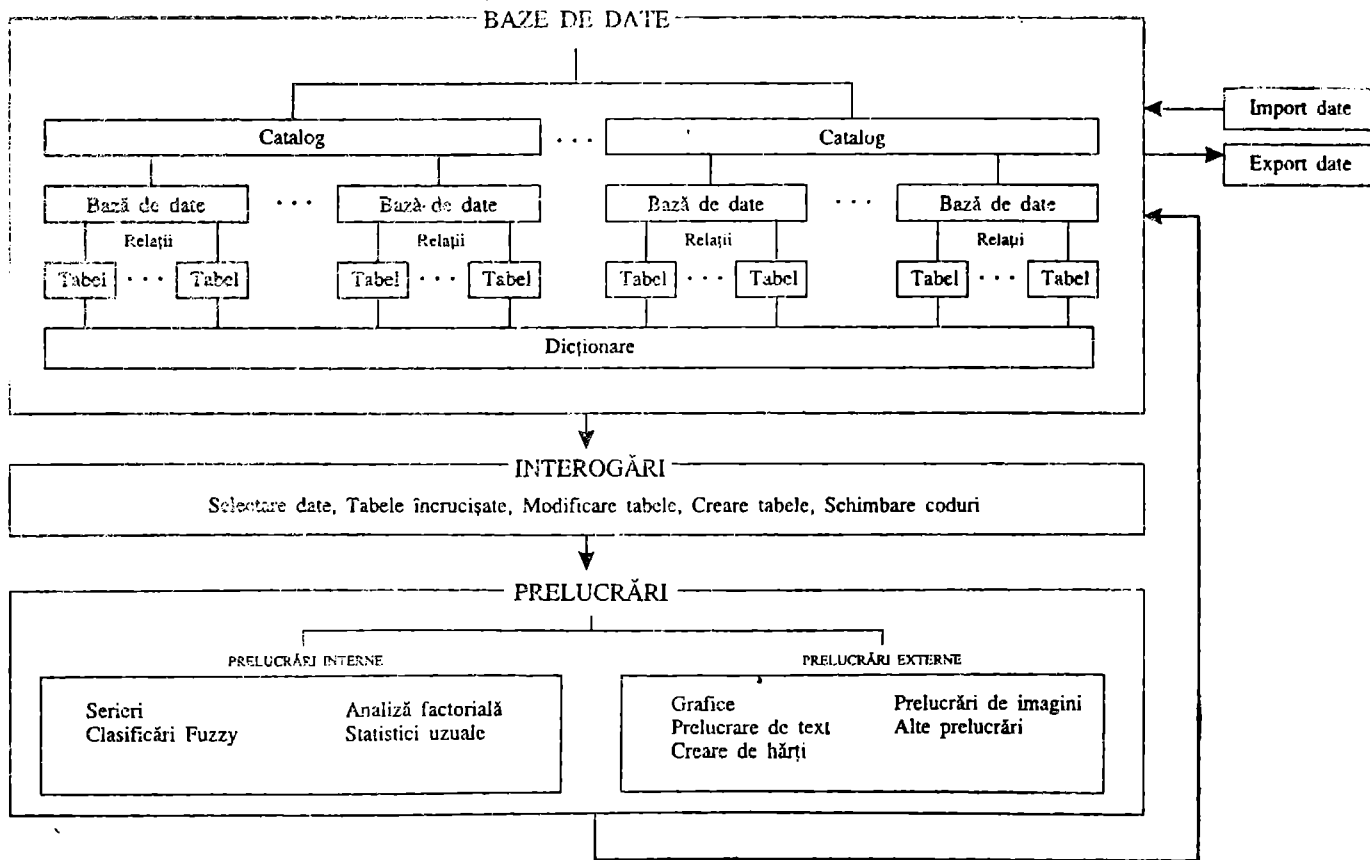 BAZE DE DATE
Import date
Catalog . . . Catalog
Export date
Bază de date . . . Bază de date Bază de date . . . Bază de date
Relații Relații Relații Relații
Tabel . . . Tabel Tabel . . . Tabel Tabel . . . Tabel Tabel . . . Tabel
Dicționare
INTEROGĂRI
Selectare date, Tabele încrucișate, Modificare tabele, Creare tabele, Schimbare coduri
PRELUCRĂRI
PRELUCRĂRI INTERNE PRELUCRĂRI EXTERNE
Serieri Analiză factorială Grafice Prelucrări de imagini
Clasificări Fuzzy Statistici uzuale Prelucrare de text Alte prelucrări
Creare de hărți